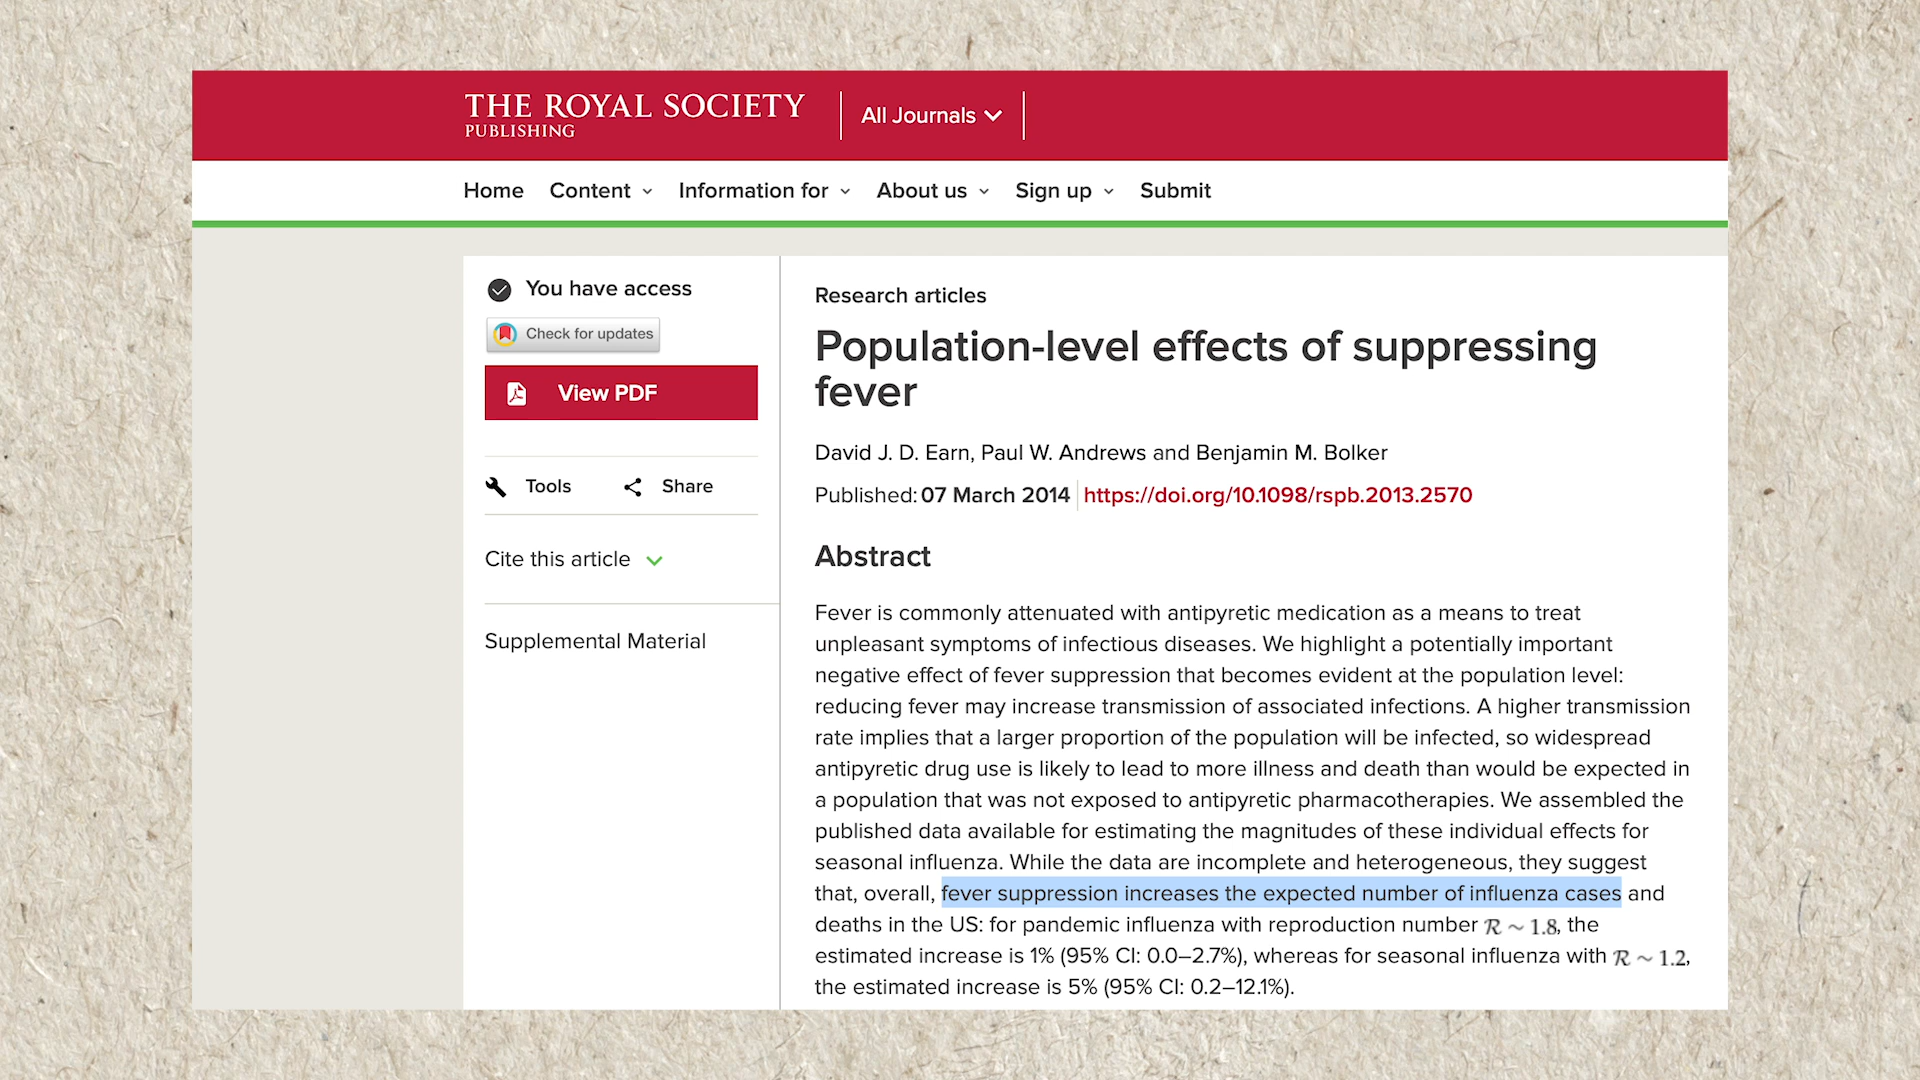 THE ROYAL SOCIETY
PUBLISHING
All Journals
Home Content Information for About us Sign up Submit
You have access
Check for updates
View PDF
Tools Share
Cite this article
Supplemental Material
Research articles
Population-level effects of suppressing
fever
David J. D. Earn, Paul W. Andrews and Benjamin M. Bolker
Published: 07 March 2014 https://doi.org/10.1098/rspb.2013.2570
Abstract
Fever is commonly attenuated with antipyretic medication as a means to treat
unpleasant symptoms of infectious diseases. We highlight a potentially important
negative effect of fever suppression that becomes evident at the population level:
reducing fever may increase transmission of associated infections. A higher transmission
rate implies that a larger proportion of the population will be infected, so widespread
antipyretic drug use is likely to lead to more illness and death than would be expected in
a population that was not exposed to antipyretic pharmacotherapies. We assembled the
published data available for estimating the magnitudes of these individual effects for
seasonal influenza. While the data are incomplete and heterogeneous, they suggest
that, overall, fever suppression increases the expected number of influenza cases and
deaths in the US: for pandemic influenza with reproduction number ℛ ~ 1.8, the
estimated increase is 1% (95% CI: 0.0–2.7%), whereas for seasonal influenza with ℛ ~ 1.2,
the estimated increase is 5% (95% CI: 0.2–12.1%).